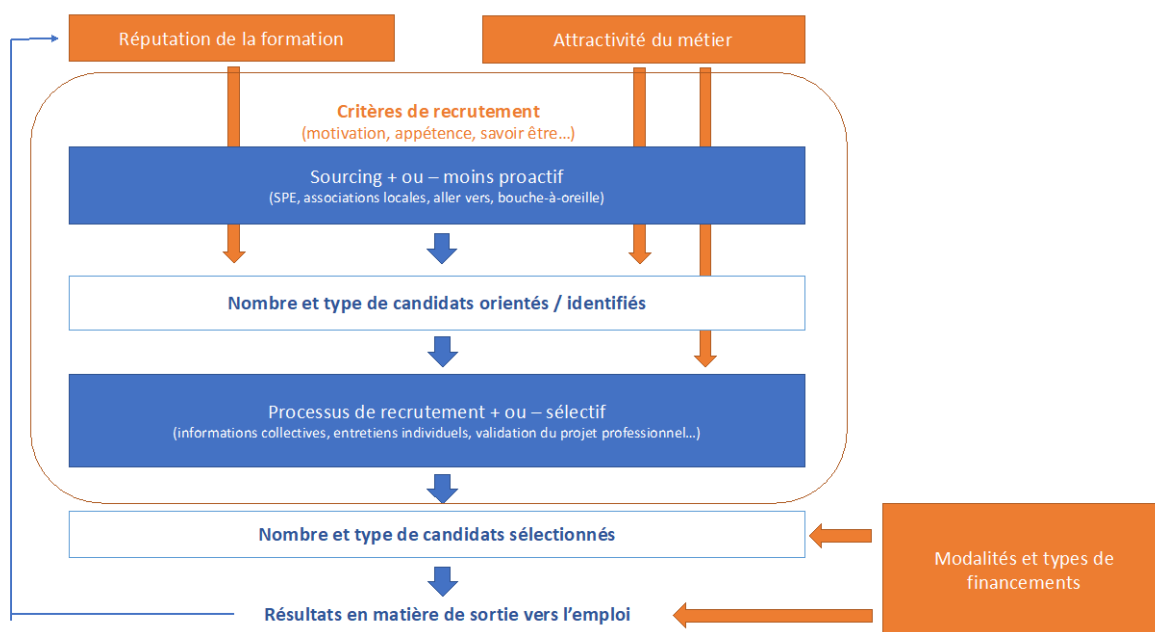 Réputation de la formation
Attractivité du métier
Critères de recrutement
(motivation, appétence, savoir être…)
Sourcing + ou – moins proactif
(SPE, associations locales, aller vers, bouche-à-oreille)
Nombre et type de candidats orientés / identifiés
Processus de recrutement + ou – sélectif
(informations collectives, entretiens individuels, validation du projet professionnel…)
Nombre et type de candidats sélectionnés
Modalités et types de
financements
Résultats en matière de sortie vers l’emploi